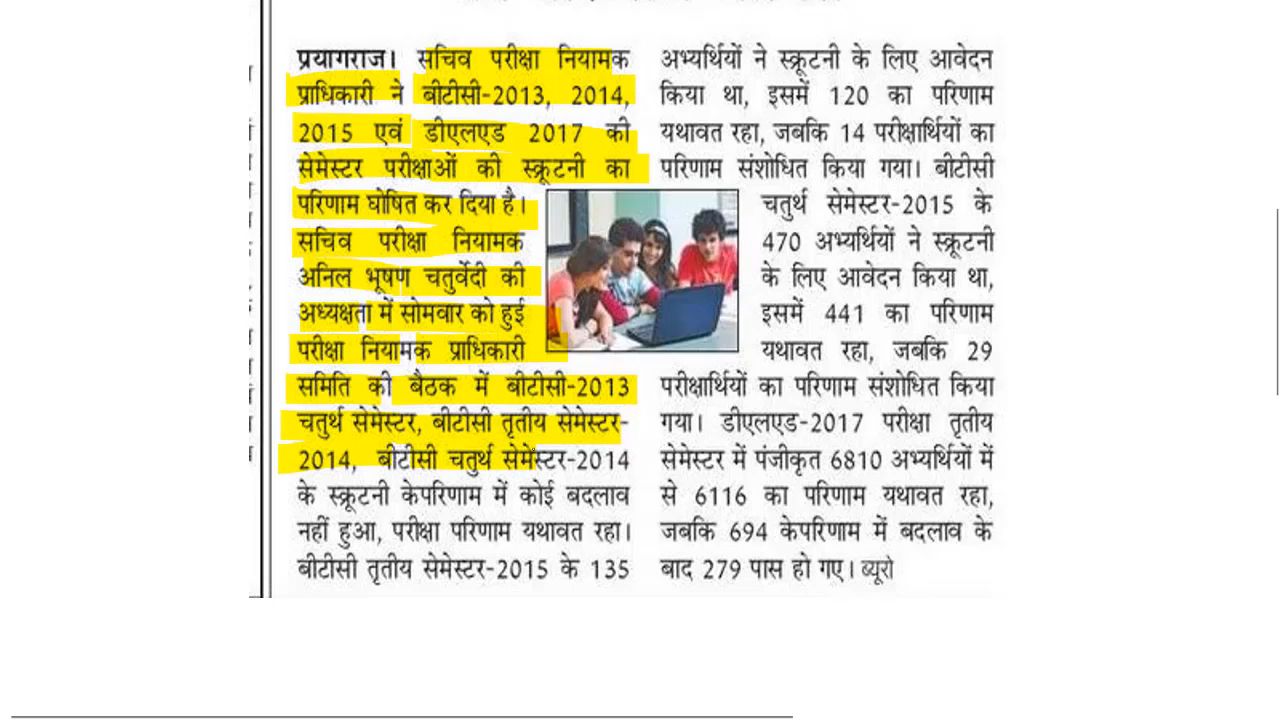 प्रयागराज। सचिव परीक्षा नियामक
प्राधिकारी ने बीटीसी-2013, 2014,
2015 एवं डीएलएड 2017 की
सेमेस्टर परीक्षाओं की स्क्रूटनी का
परिणाम घोषित कर दिया है।
सचिव परीक्षा नियामक
अनिल भूषण चतुर्वेदी की
अध्यक्षता में सोमवार को हुई
परीक्षा नियामक प्राधिकारी
समिति की बैठक में बीटीसी-2013
चतुर्थ सेमेस्टर, बीटीसी तृतीय सेमेस्टर-
2014, बीटीसी चतुर्थ सेमेस्टर-2014
के स्क्रूटनी केपरिणाम में कोई बदलाव
नहीं हुआ, परीक्षा परिणाम यथावत रहा।
बीटीसी तृतीय सेमेस्टर-2015 के 135
अभ्यर्थियों ने स्क्रूटनी के लिए आवेदन
किया था, इसमें 120 का परिणाम
यथावत रहा, जबकि 14 परीक्षार्थियों का
परिणाम संशोधित किया गया। बीटीसी
चतुर्थ सेमेस्टर-2015 के
470 अभ्यर्थियों ने स्क्रूटनी
के लिए आवेदन किया था,
इसमें 441 का परिणाम
यथावत रहा, जबकि 29
परीक्षार्थियों का परिणाम संशोधित किया
गया। डीएलएड-2017 परीक्षा तृतीय
सेमेस्टर में पंजीकृत 6810 अभ्यर्थियों में
से 6116 का परिणाम यथावत रहा,
जबकि 694 केपरिणाम में बदलाव के
बाद 279 पास हो गए। ब्यूरो